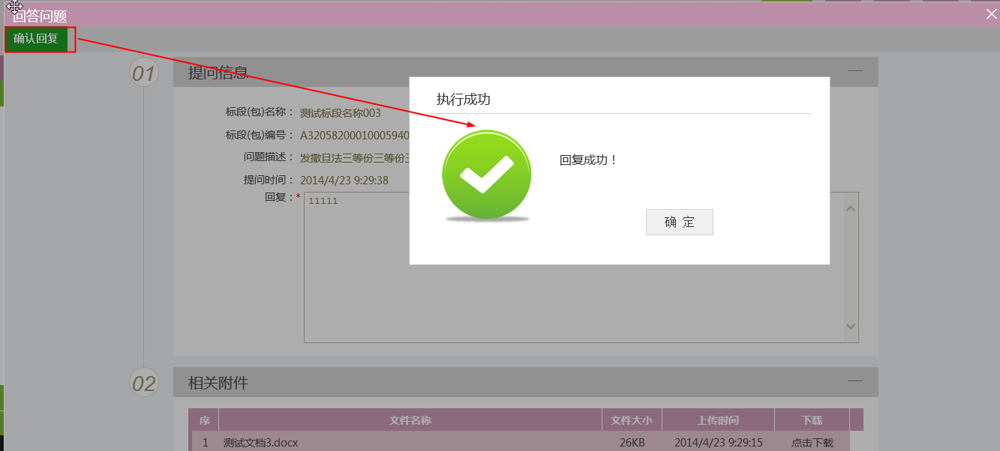 回答问题
确认回复
01
提问信息
执行成功
标段(包)名称： 测试标段名称003
标段(包)编号： A32058200010005940
问题描述： 发撒旦法三等份三等份三
回复成功！
提问时间： 2014/4/23 9:29:38
回复：* 11111
确 定
02
相关附件
序 文件名称 文件大小 上传时间 下载
1 测试文档3.docx 26KB 2014/4/23 9:29:15 点击下载